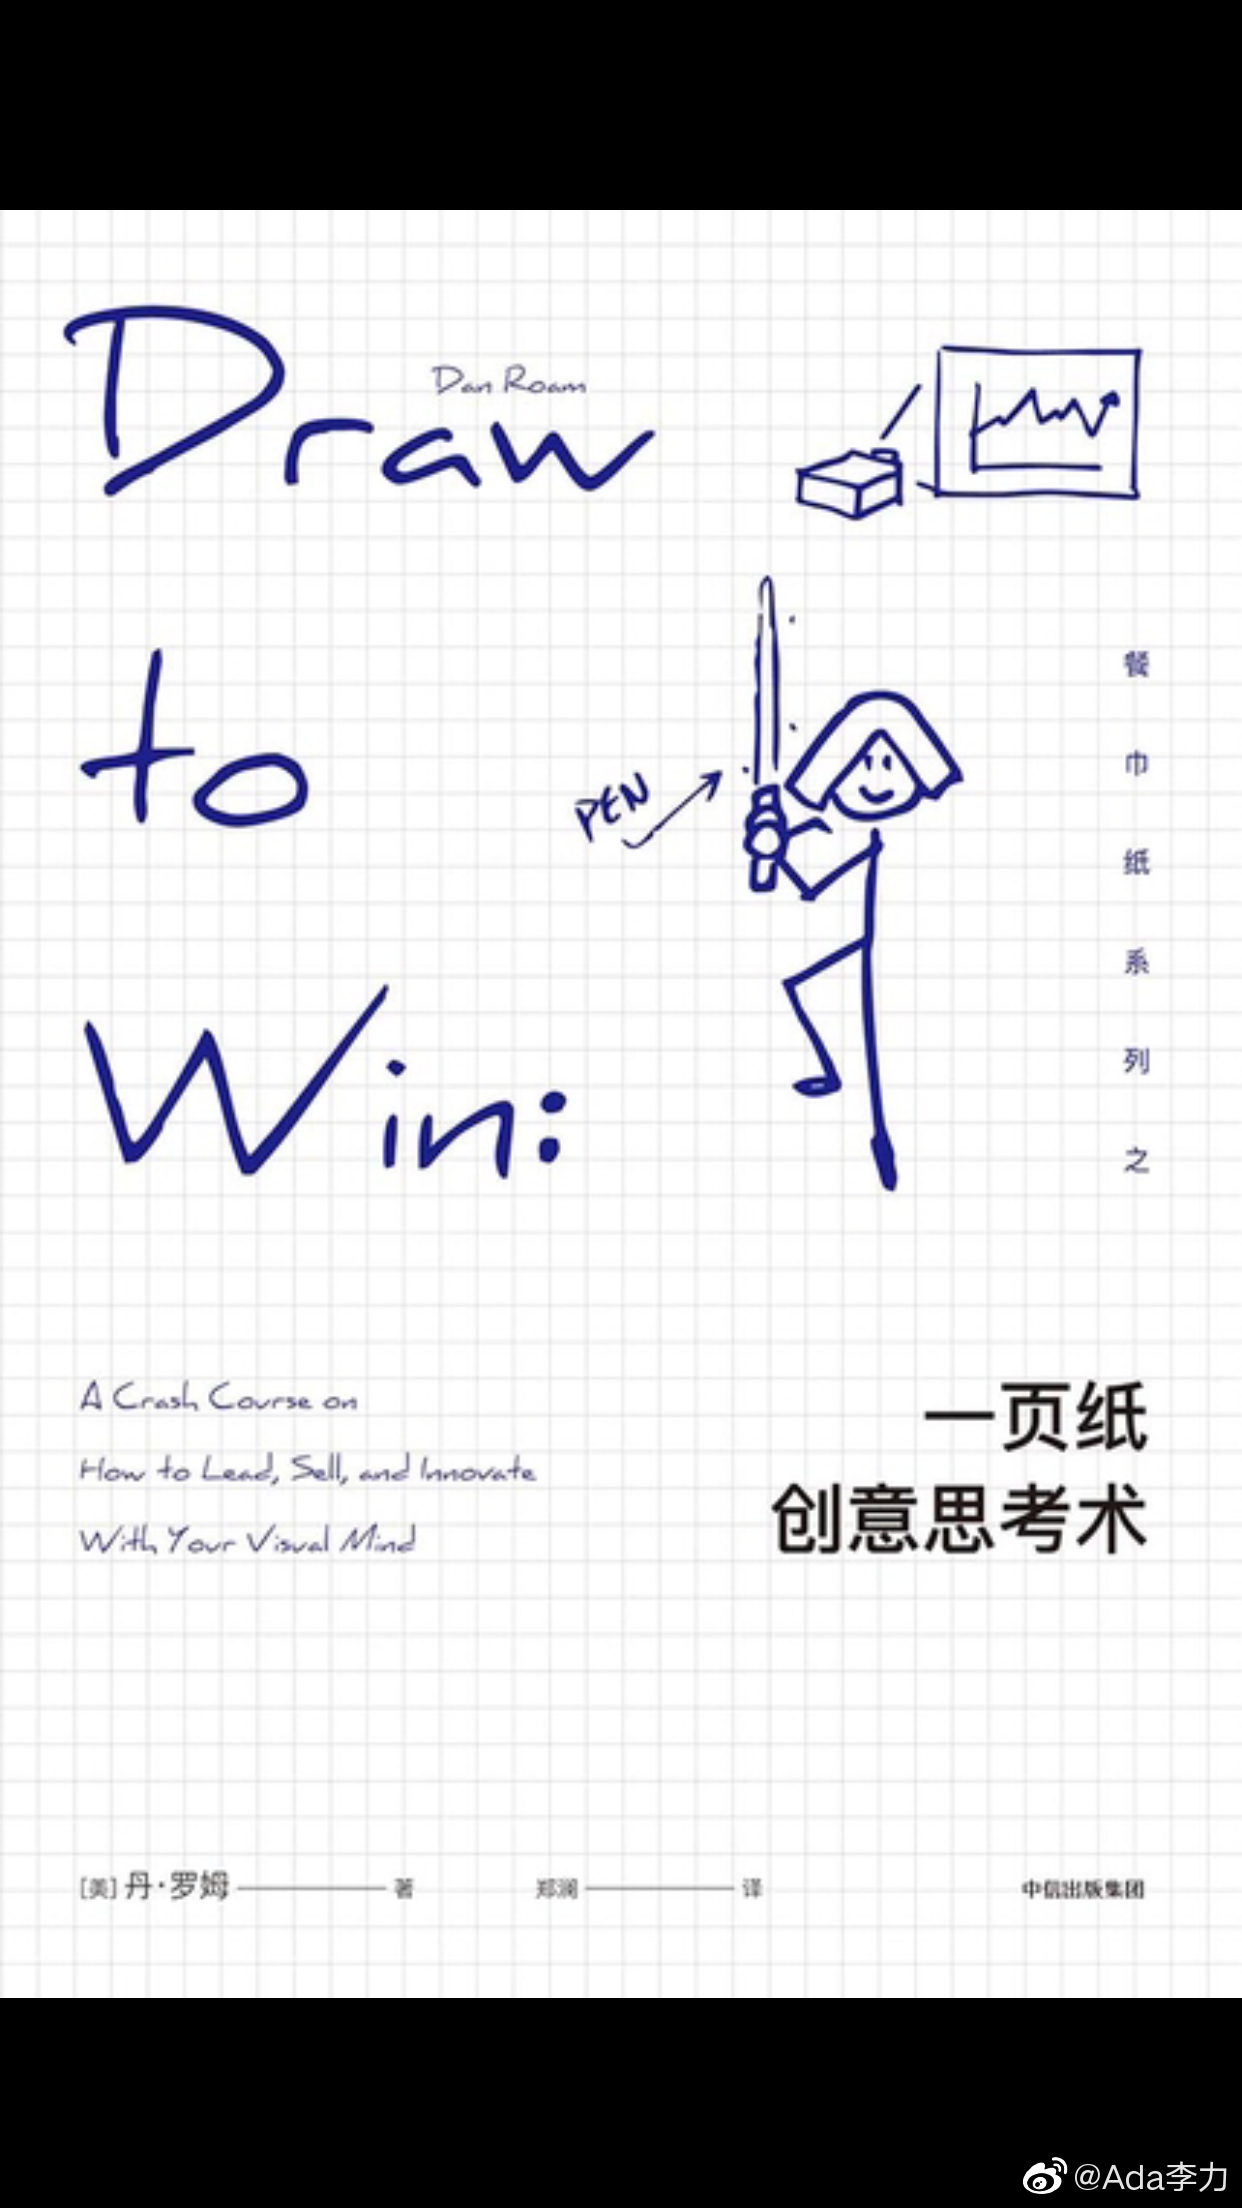 Dan Roam
Draw
to
Win:
PEN
餐巾纸系列之
A Crash Course on
How to Lead, Sell, and Innovate
With Your Visual Mind
一页纸
创意思考术
[美] 丹·罗姆 著 郑澜 译 中信出版集团
@Ada李力